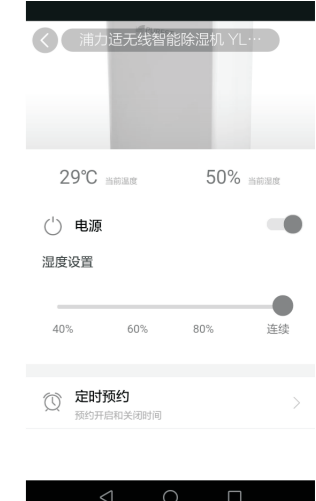 浦力适无线智能除湿机 YL…
29℃ 当前温度 50% 当前湿度
电源
湿度设置
40% 60% 80% 连续
定时预约
预约开启和关闭时间